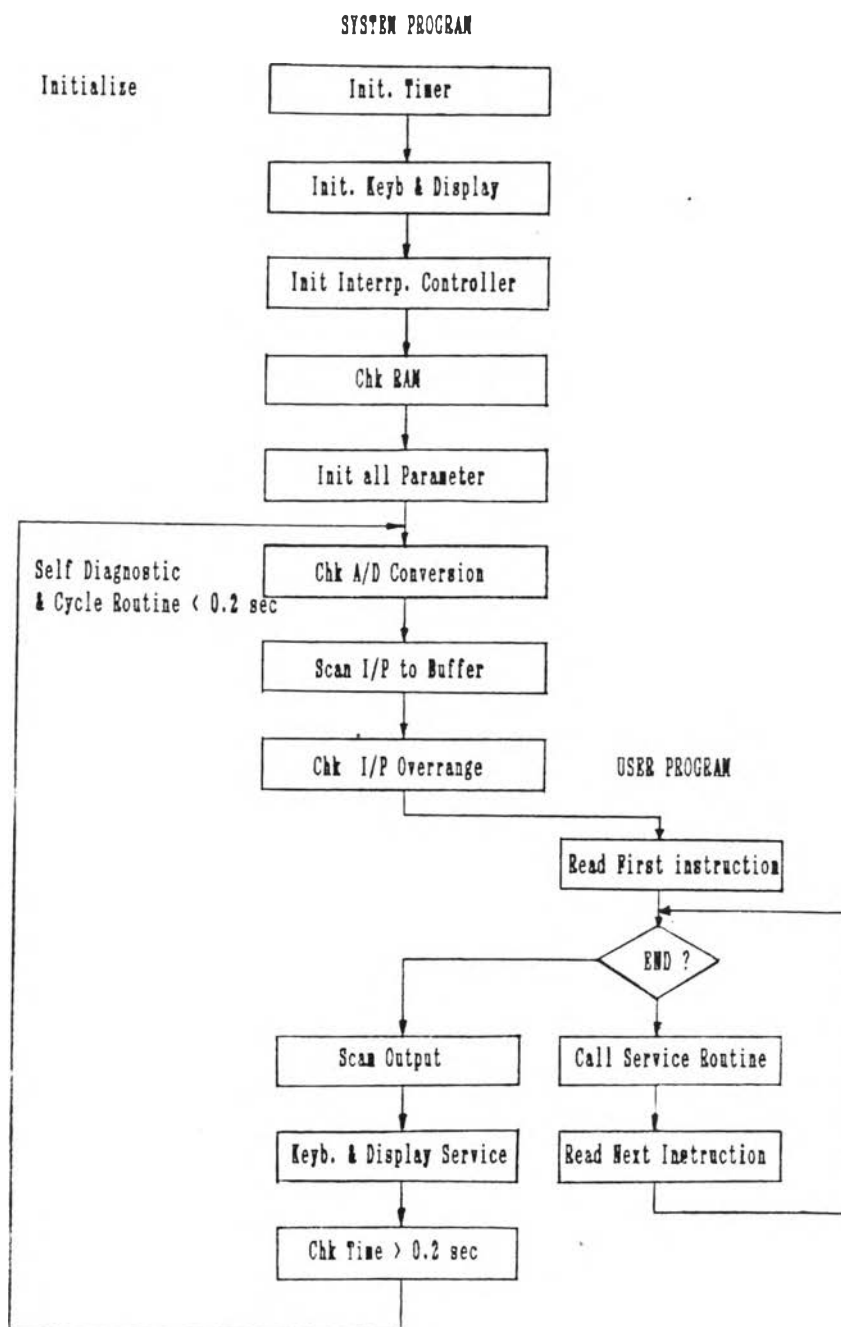 SYSTEM PROGRAM
Initialize
Init. Timer
Init. Keyb & Display
Init Interrp. Controller
Chk RAM
Init all Parameter
Self Diagnostic
& Cycle Routine < 0.2 sec
Chk A/D Conversion
Scan I/P to Buffer
Chk I/P Overrange
USER PROGRAM
Read First instruction
END ?
Scan Output
Call Service Routine
Keyb. & Display Service
Read Next Instruction
Chk Time > 0.2 sec